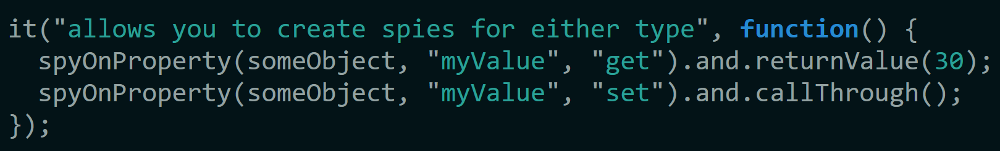 it("allows you to create spies for either type", function() {
  spyOnProperty(someObject, "myValue", "get").and.returnValue(30);
  spyOnProperty(someObject, "myValue", "set").and.callThrough();
});